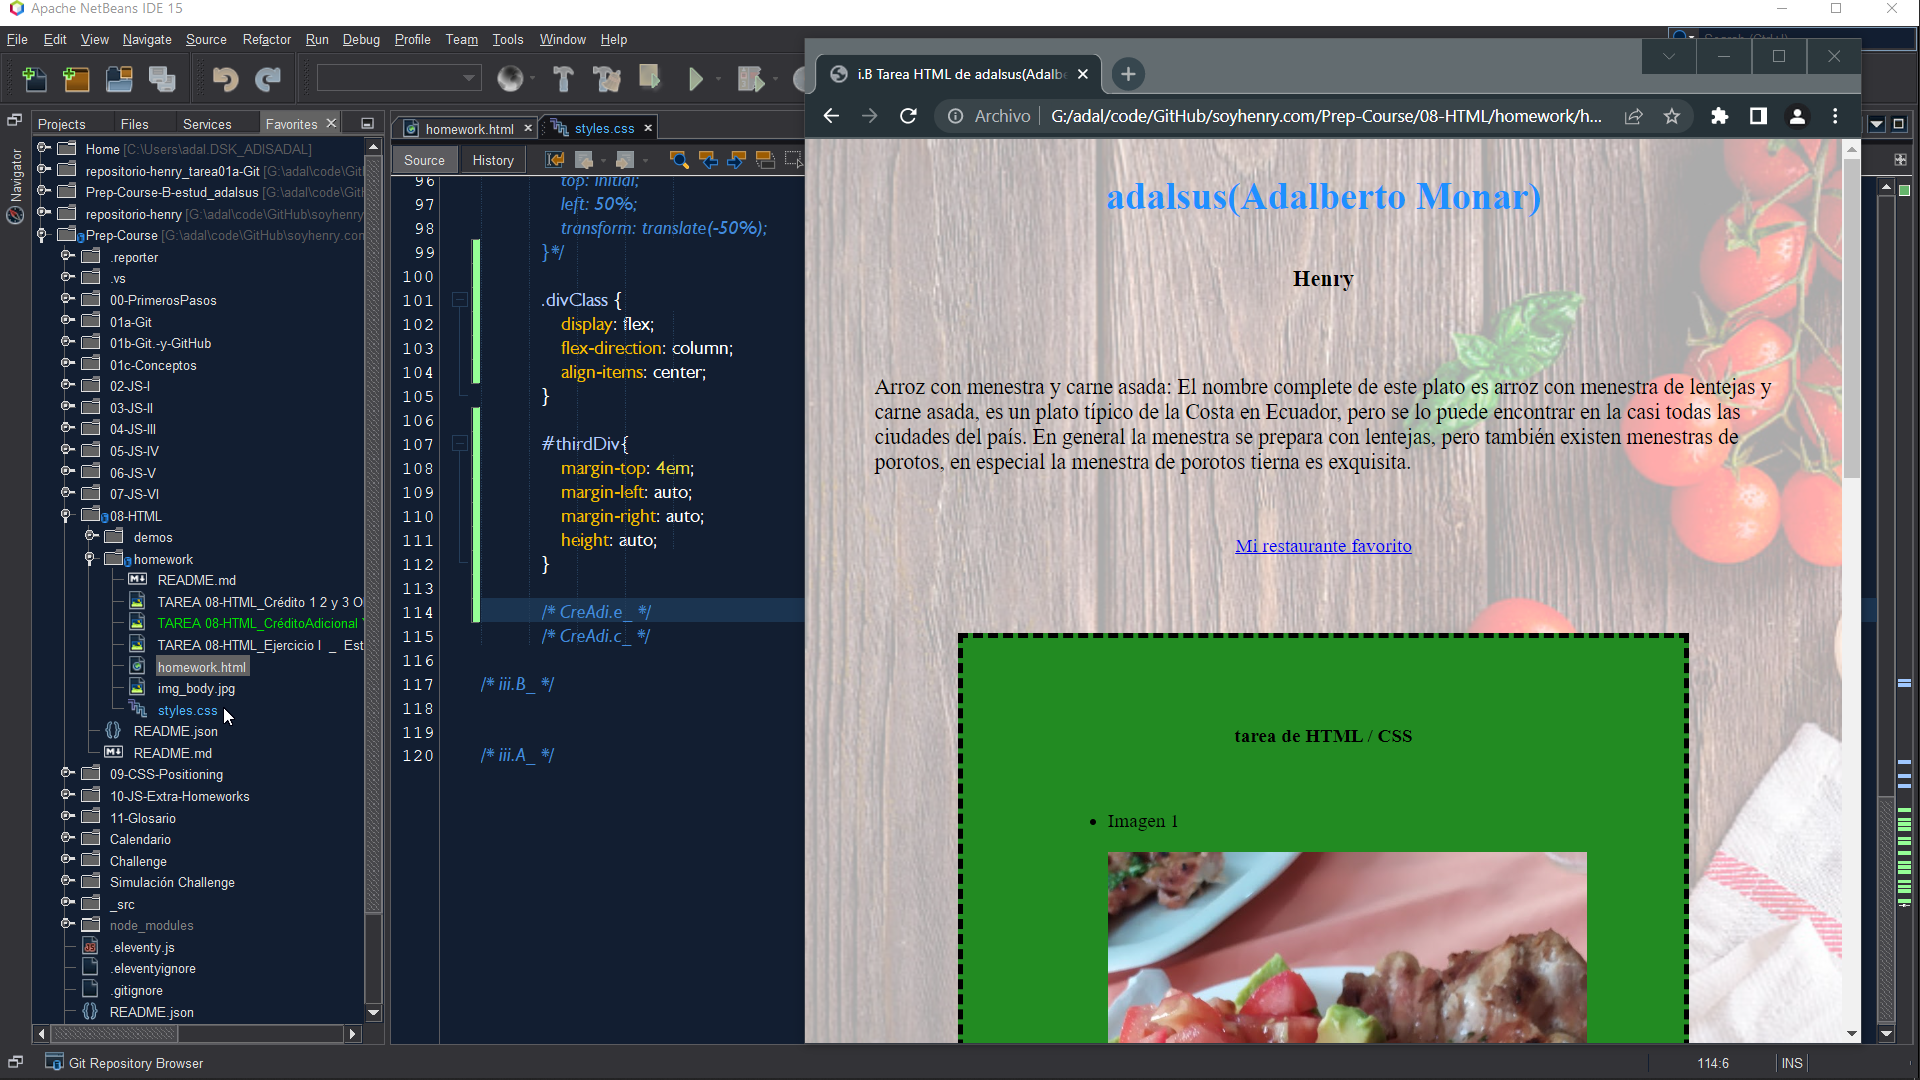 Apache NetBeans IDE 15
File Edit View Navigate Source Refactor Run Debug Profile Team Tools Window Help
Projects Files Services Favorites
Navigator
Home [C:\Users\adal.DSK_ADISADAL]
repositorio-henry_tarea01a-Git [G:\adal\code\Git
Prep-Course-B-estud_adalsus [G:\adal\code\GitH
repositorio-henry [G:\adal\code\GitHub\soyhenry
Prep-Course [G:\adal\code\GitHub\soyhenry.con
.reporter
.vs
00-PrimerosPasos
01a-Git
01b-Git.-y-GitHub
01c-Conceptos
02-JS-I
03-JS-II
04-JS-III
05-JS-IV
06-JS-V
07-JS-VI
08-HTML
demos
homework
README.md
TAREA 08-HTML_Crédito 1 2 y 3 O
TAREA 08-HTML_CréditoAdicional
TAREA 08-HTML_Ejercicio I _ Est
homework.html
img_body.jpg
styles.css
README.json
README.md
09-CSS-Positioning
10-JS-Extra-Homeworks
11-Glosario
Calendario
Challenge
Simulación Challenge
_src
node_modules
.eleventy.js
.eleventyignore
.gitignore
README.json
homework.html styles.css
Source History
96 top: initial;
97 left: 50%;
98 transform: translate(-50%);
99 }*/
100
101 .divClass {
102 display: flex;
103 flex-direction: column;
104 align-items: center;
105 }
106
107 #thirdDiv{
108 margin-top: 4em;
109 margin-left: auto;
110 margin-right: auto;
111 height: auto;
112 }
113
114 /* CreAdi.e_ */
115 /* CreAdi.c_ */
116
117 /* iii.B_ */
118
119
120 /* iii.A_ */
i.B Tarea HTML de adalsus(Adalb
Archivo G:/adal/code/GitHub/soyhenry.com/Prep-Course/08-HTML/homework/h...
adalsus(Adalberto Monar)
Henry
Arroz con menestra y carne asada: El nombre complete de este plato es arroz con menestra de lentejas y
carne asada, es un plato típico de la Costa en Ecuador, pero se lo puede encontrar en la casi todas las
ciudades del país. En general la menestra se prepara con lentejas, pero también existen menestras de
porotos, en especial la menestra de porotos tierna es exquisita.
Mi restaurante favorito
tarea de HTML / CSS
Imagen 1
Git Repository Browser
114:6 INS